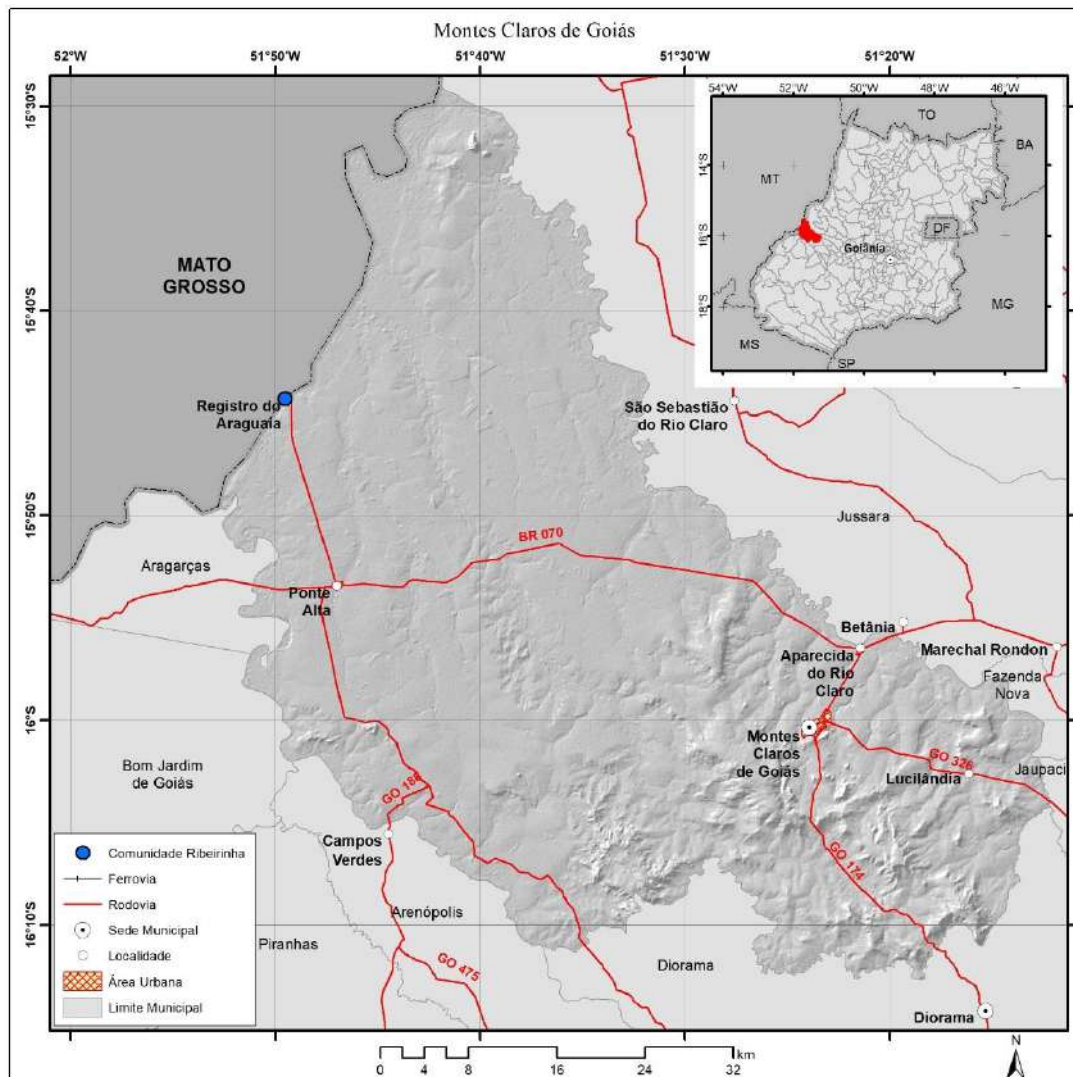 Montes Claros de Goiás
52°W
51°50'W
51°40'W
51°30'W
51°20'W
15°30'S
15°40'S
15°50'S
16°S
16°10'S
54°W
52°W
50°W
48°W
46°W
14°S
16°S
18°S
TO
BA
MT
DF
Goiânia
MG
MS
SP
MATO
GROSSO
Registro do
Araguaia
São Sebastião
do Rio Claro
Jussara
BR 070
Aragarças
Ponte
Alta
Betânia
Marechal Rondon
Aparecida
do Rio
Claro
Fazenda
Nova
Montes
Claros
de Goiás
GO 326
Lucilândia
Jaupaci
Bom Jardim
de Goiás
GO 188
Campos
Verdes
GO 174
Arenópolis
Piranhas
GO 475
Diorama
Diorama
Comunidade Ribeirinha
Ferrovia
Rodovia
Sede Municipal
Localidade
Área Urbana
Limite Municipal
0 4 8 16 24 32
km
N